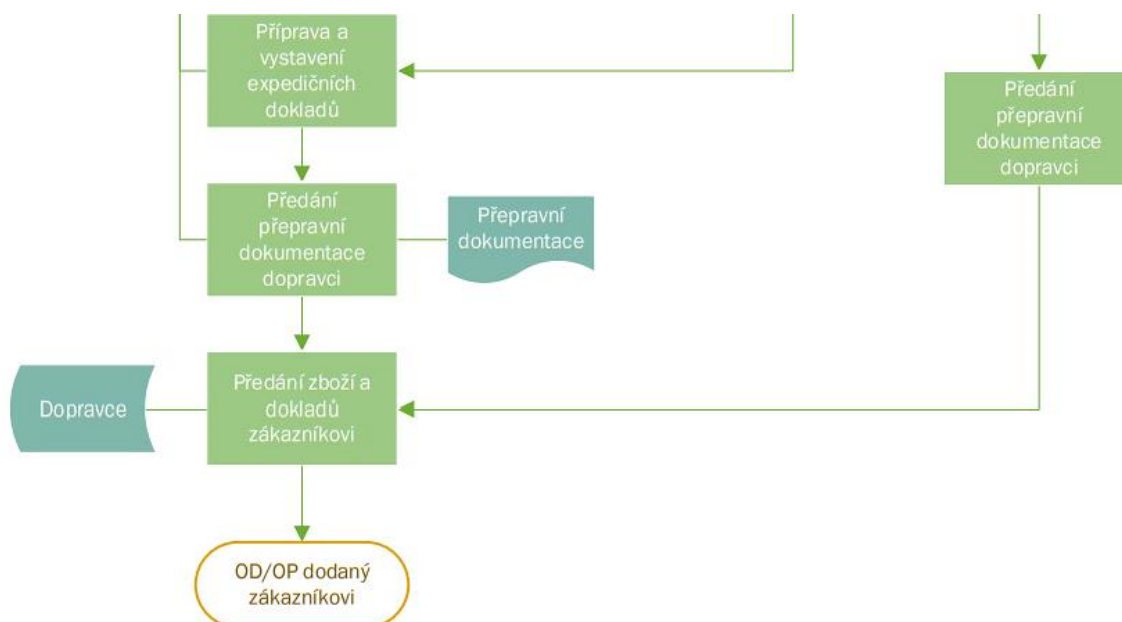 Příprava a
vystavení
expedičních
dokladů
Předání
přepravní
dokumentace
dopravci
Předání
přepravní
dokumentace
dopravci
Přepravní
dokumentace
Dopravce
Předání zboží a
dokladů
zákazníkovi
OD/OP dodaný
zákazníkovi